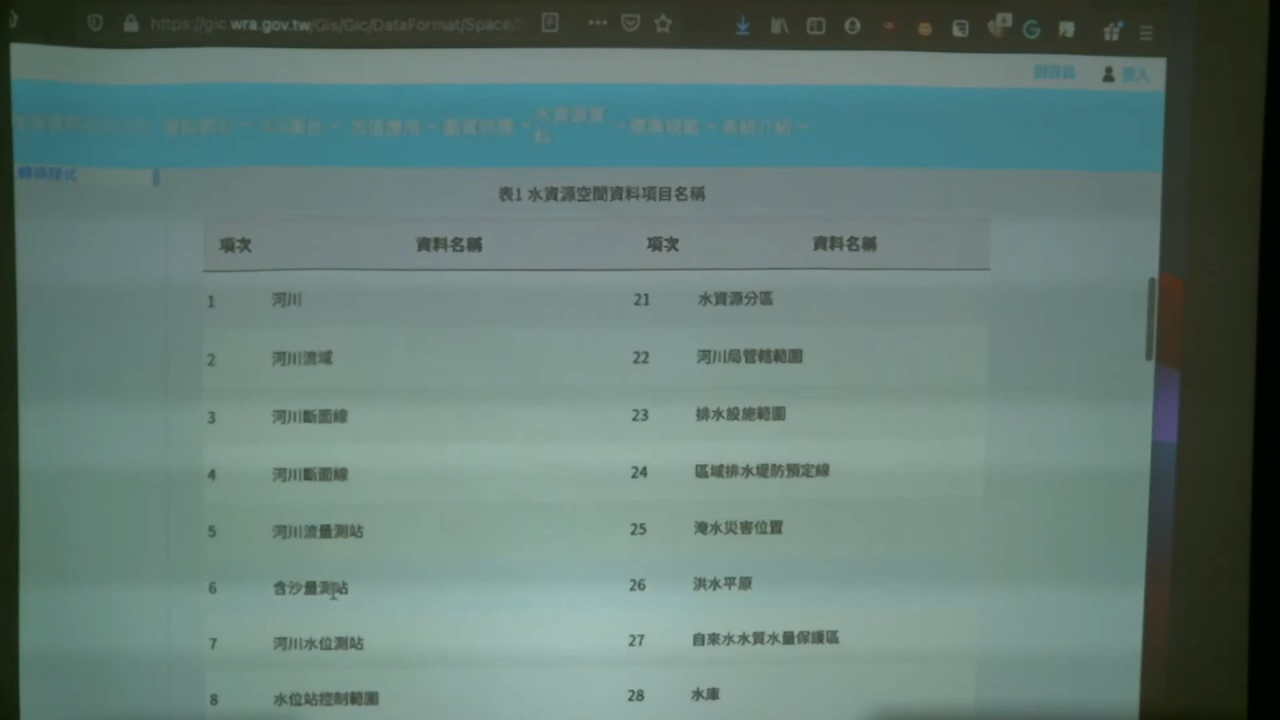 https://gic.wra.gov.tw/Gis/Gic/DataFormat/Space/
登入
轉換程式
表1 水資源空間資料項目名稱
項次 資料名稱 項次 資料名稱
1 河川 21 水資源分區
2 河川流域 22 河川局管轄範圍
3 河川斷面線 23 排水設施範圍
4 河川斷面線 24 區域排水堤防預定線
5 河川流量測站 25 淹水災害位置
6 含沙量測站 26 洪水平原
7 河川水位測站 27 自來水水質水量保護區
8 水位站控制範圍 28 水庫